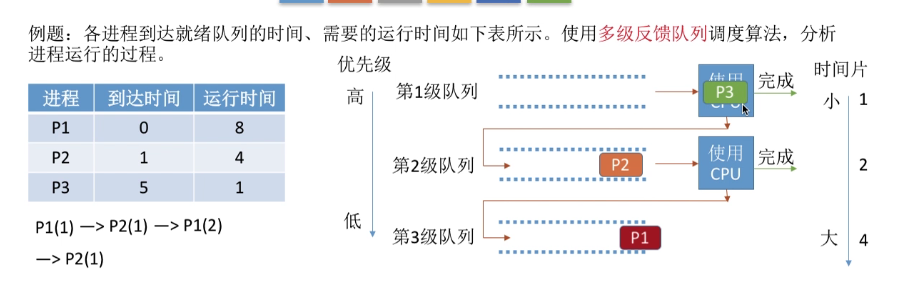 例题：各进程到达就绪队列的时间、需要的运行时间如下表所示。使用多级反馈队列调度算法，分析
进程运行的过程。
进程 到达时间 运行时间
P1 0 8
P2 1 4
P3 5 1
P1(1) —> P2(1) —> P1(2)
—> P2(1)
优先级
高
低
第1级队列
P3
完成
第2级队列
P2
使用
CPU
完成
第3级队列
P1
时间片
小 1
2
大 4